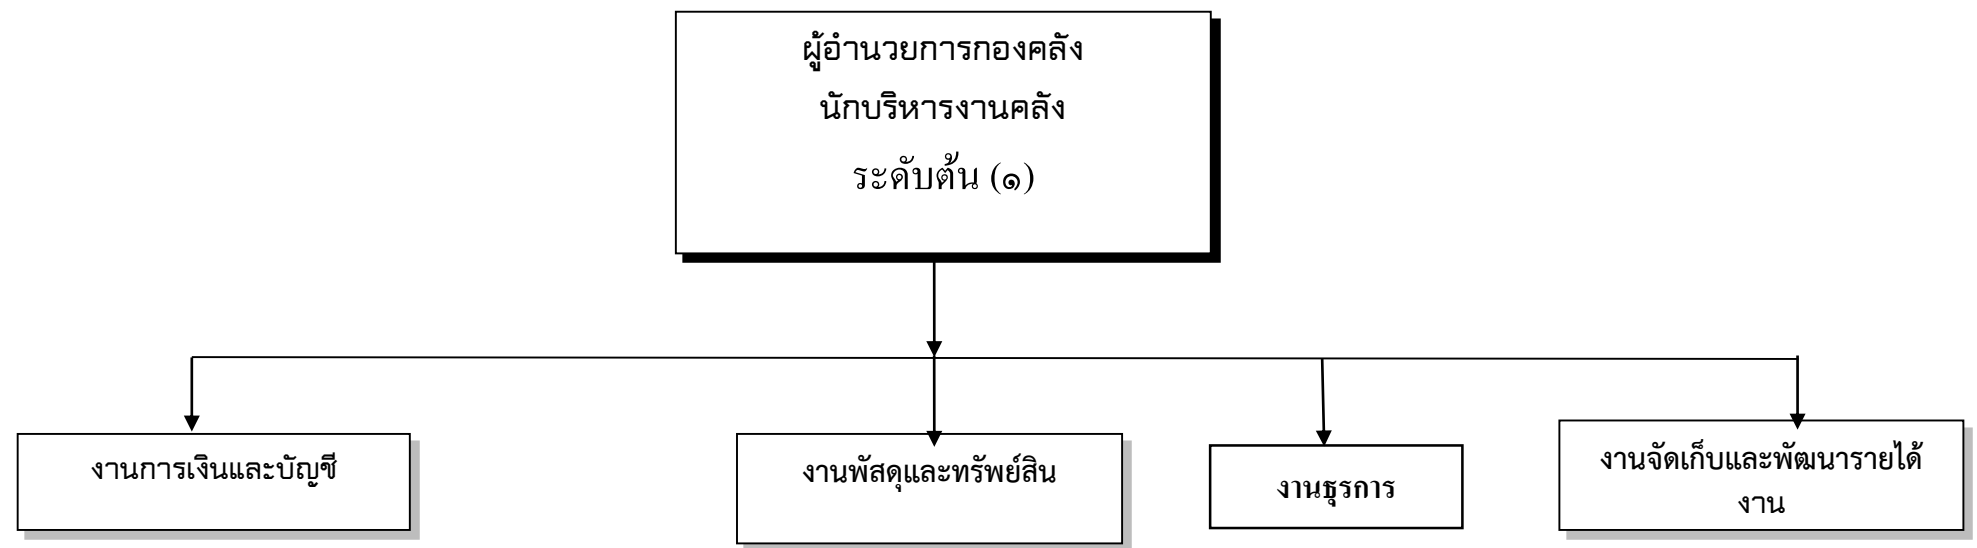 ผู้อำนวยการกองคลัง
นักบริหารงานคลัง
ระดับต้น (๑)
งานการเงินและบัญชี
งานพัสดุและทรัพย์สิน
งานธุรการ
งานจัดเก็บและพัฒนารายได้
งาน